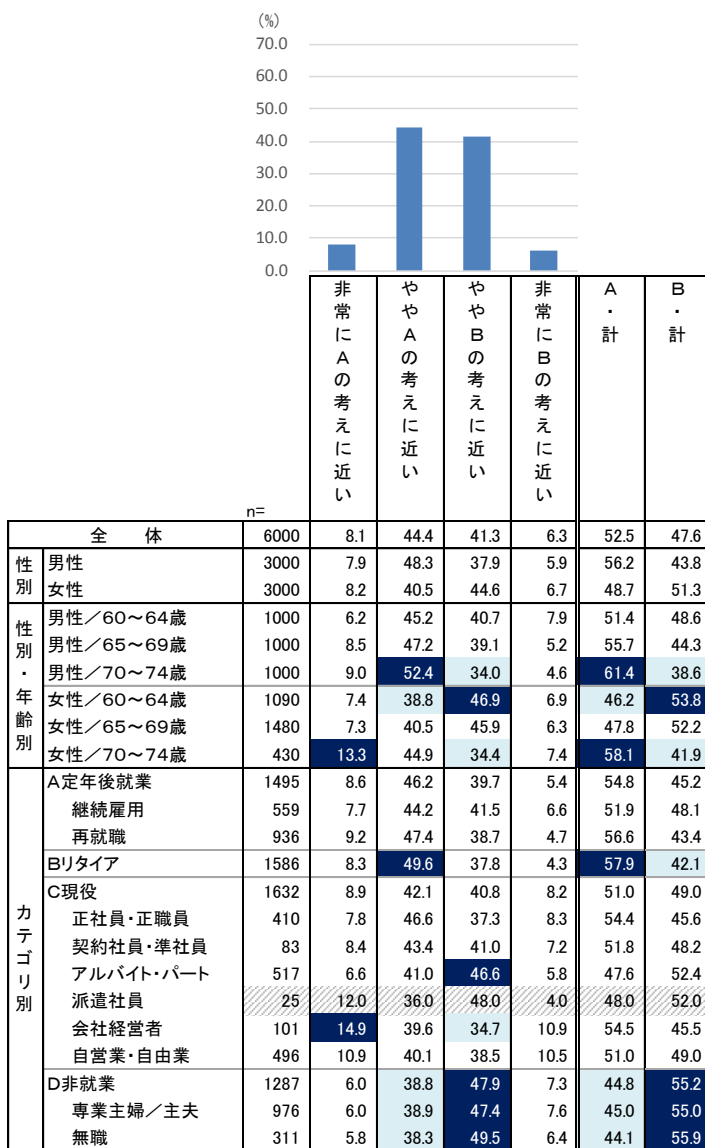 (%)
70.0
60.0
50.0
40.0
30.0
20.0
10.0
0.0
非常にAの考えに近い
ややAの考えに近い
ややBの考えに近い
非常にBの考えに近い
A・計
B・計
n=
全 体 6000 8.1 44.4 41.3 6.3 52.5 47.6
性別
男性 3000 7.9 48.3 37.9 5.9 56.2 43.8
女性 3000 8.2 40.5 44.6 6.7 48.7 51.3
性別・年齢別
男性／60～64歳 1000 6.2 45.2 40.7 7.9 51.4 48.6
男性／65～69歳 1000 8.5 47.2 39.1 5.2 55.7 44.3
男性／70～74歳 1000 9.0 52.4 34.0 4.6 61.4 38.6
女性／60～64歳 1090 7.4 38.8 46.9 6.9 46.2 53.8
女性／65～69歳 1480 7.3 40.5 45.9 6.3 47.8 52.2
女性／70～74歳 430 13.3 44.9 34.4 7.4 58.1 41.9
カテゴリ別
A定年後就業 1495 8.6 46.2 39.7 5.4 54.8 45.2
継続雇用 559 7.7 44.2 41.5 6.6 51.9 48.1
再就職 936 9.2 47.4 38.7 4.7 56.6 43.4
Bリタイア 1586 8.3 49.6 37.8 4.3 57.9 42.1
C現役 1632 8.9 42.1 40.8 8.2 51.0 49.0
正社員・正職員 410 7.8 46.6 37.3 8.3 54.4 45.6
契約社員・準社員 83 8.4 43.4 41.0 7.2 51.8 48.2
アルバイト・パート 517 6.6 41.0 46.6 5.8 47.6 52.4
派遣社員 25 12.0 36.0 48.0 4.0 48.0 52.0
会社経営者 101 14.9 39.6 34.7 10.9 54.5 45.5
自営業・自由業 496 10.9 40.1 38.5 10.5 51.0 49.0
D非就業 1287 6.0 38.8 47.9 7.3 44.8 55.2
専業主婦／主夫 976 6.0 38.9 47.4 7.6 45.0 55.0
無職 311 5.8 38.3 49.5 6.4 44.1 55.9